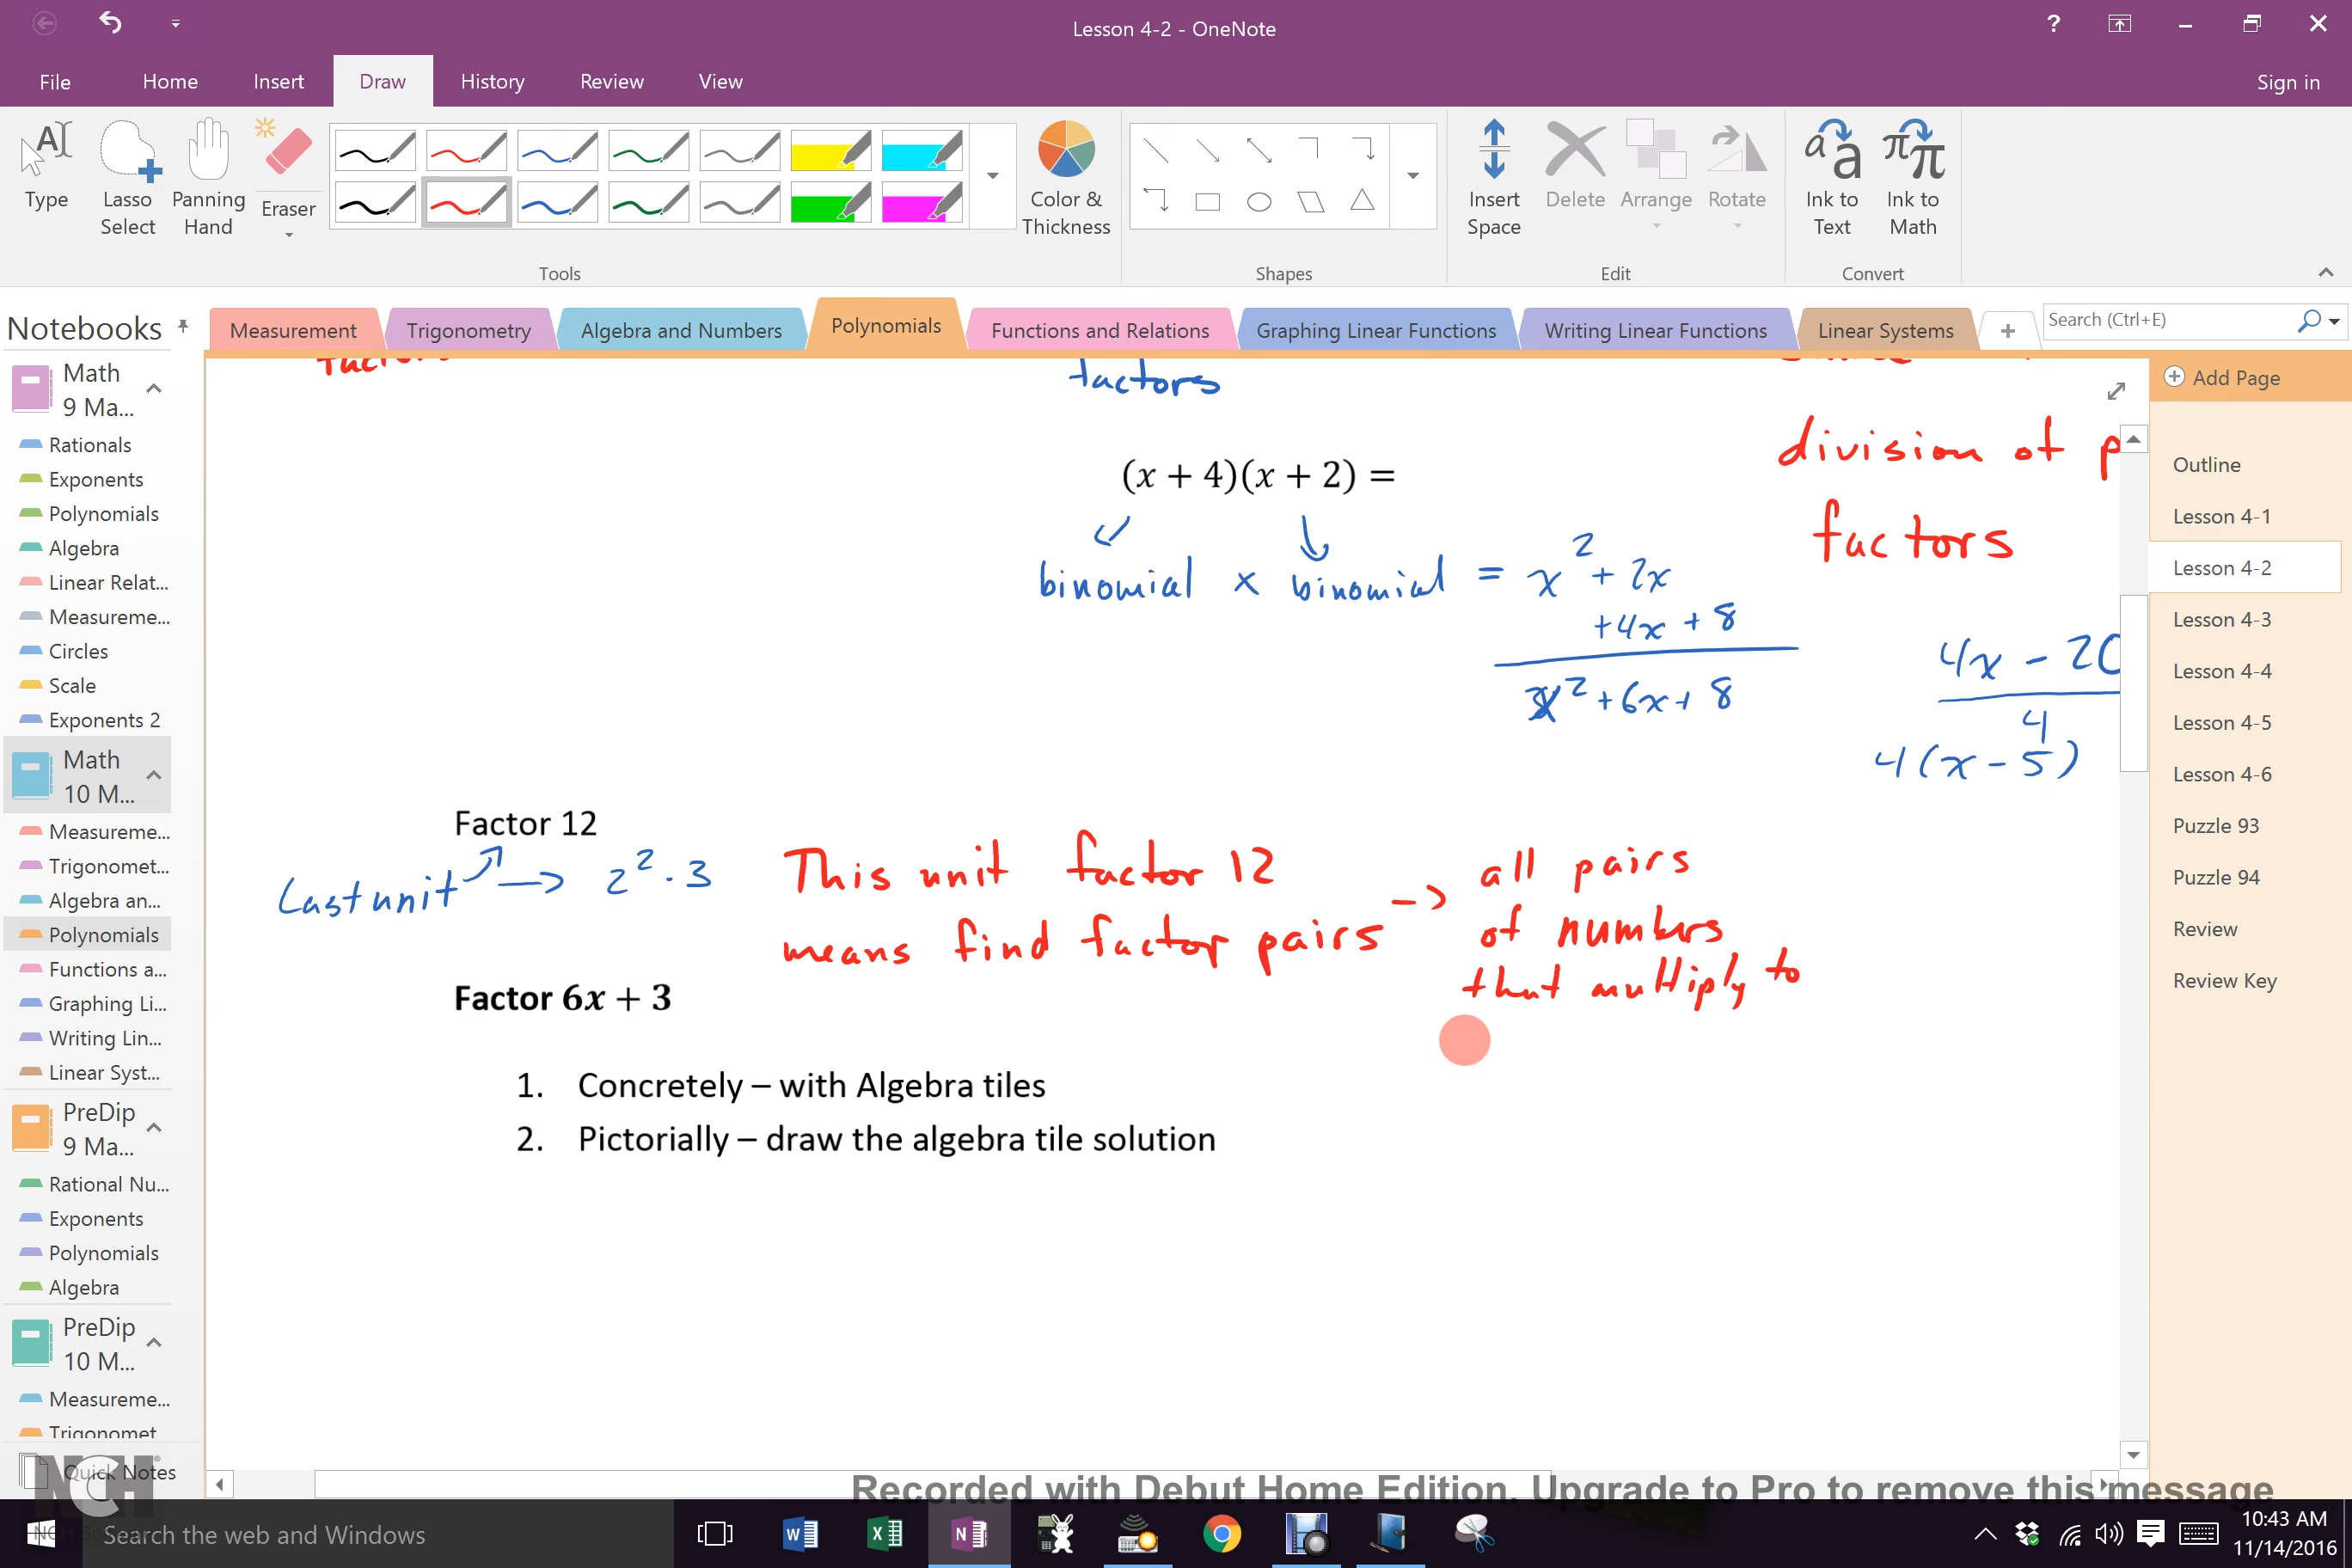 Lesson 4-2 - OneNote
?
File
Home
Insert
Draw
History
Review
View
Sign in
Type
Lasso Select
Panning Hand
Eraser
Color & Thickness
Insert Space
Delete
Arrange
Rotate
Ink to Text
Ink to Math
Tools
Shapes
Edit
Convert
Notebooks
Measurement
Trigonometry
Algebra and Numbers
Polynomials
Functions and Relations
Graphing Linear Functions
Writing Linear Functions
Linear Systems
+
Search (Ctrl+E)
Math 9 Ma...
Rationals
Exponents
Polynomials
Algebra
Linear Relat...
Measureme...
Circles
Scale
Exponents 2
Math 10 M...
Measureme...
Trigonomet...
Algebra an...
Polynomials
Functions a...
Graphing Li...
Writing Lin...
Linear Syst...
PreDip 9 Ma...
Rational Nu...
Exponents
Polynomials
Algebra
PreDip 10 M...
Measureme...
Trigonomet
Quick Notes
factors
division of p
factors
(x + 4)(x + 2) =
binomial x binomial = x² + 2x
+4x + 8
x² + 6x + 8
4x - 20
4
4(x - 5)
Factor 12
Last unit → 2² · 3
This unit factor 12
means find factor pairs → all pairs
of numbers
that multiply to
Factor 6x + 3
1. Concretely – with Algebra tiles
2. Pictorially – draw the algebra tile solution
Add Page
Outline
Lesson 4-1
Lesson 4-2
Lesson 4-3
Lesson 4-4
Lesson 4-5
Lesson 4-6
Puzzle 93
Puzzle 94
Review
Review Key
NCH
Recorded with Debut Home Edition. Upgrade to Pro to remove this message
Search the web and Windows
10:43 AM
11/14/2016